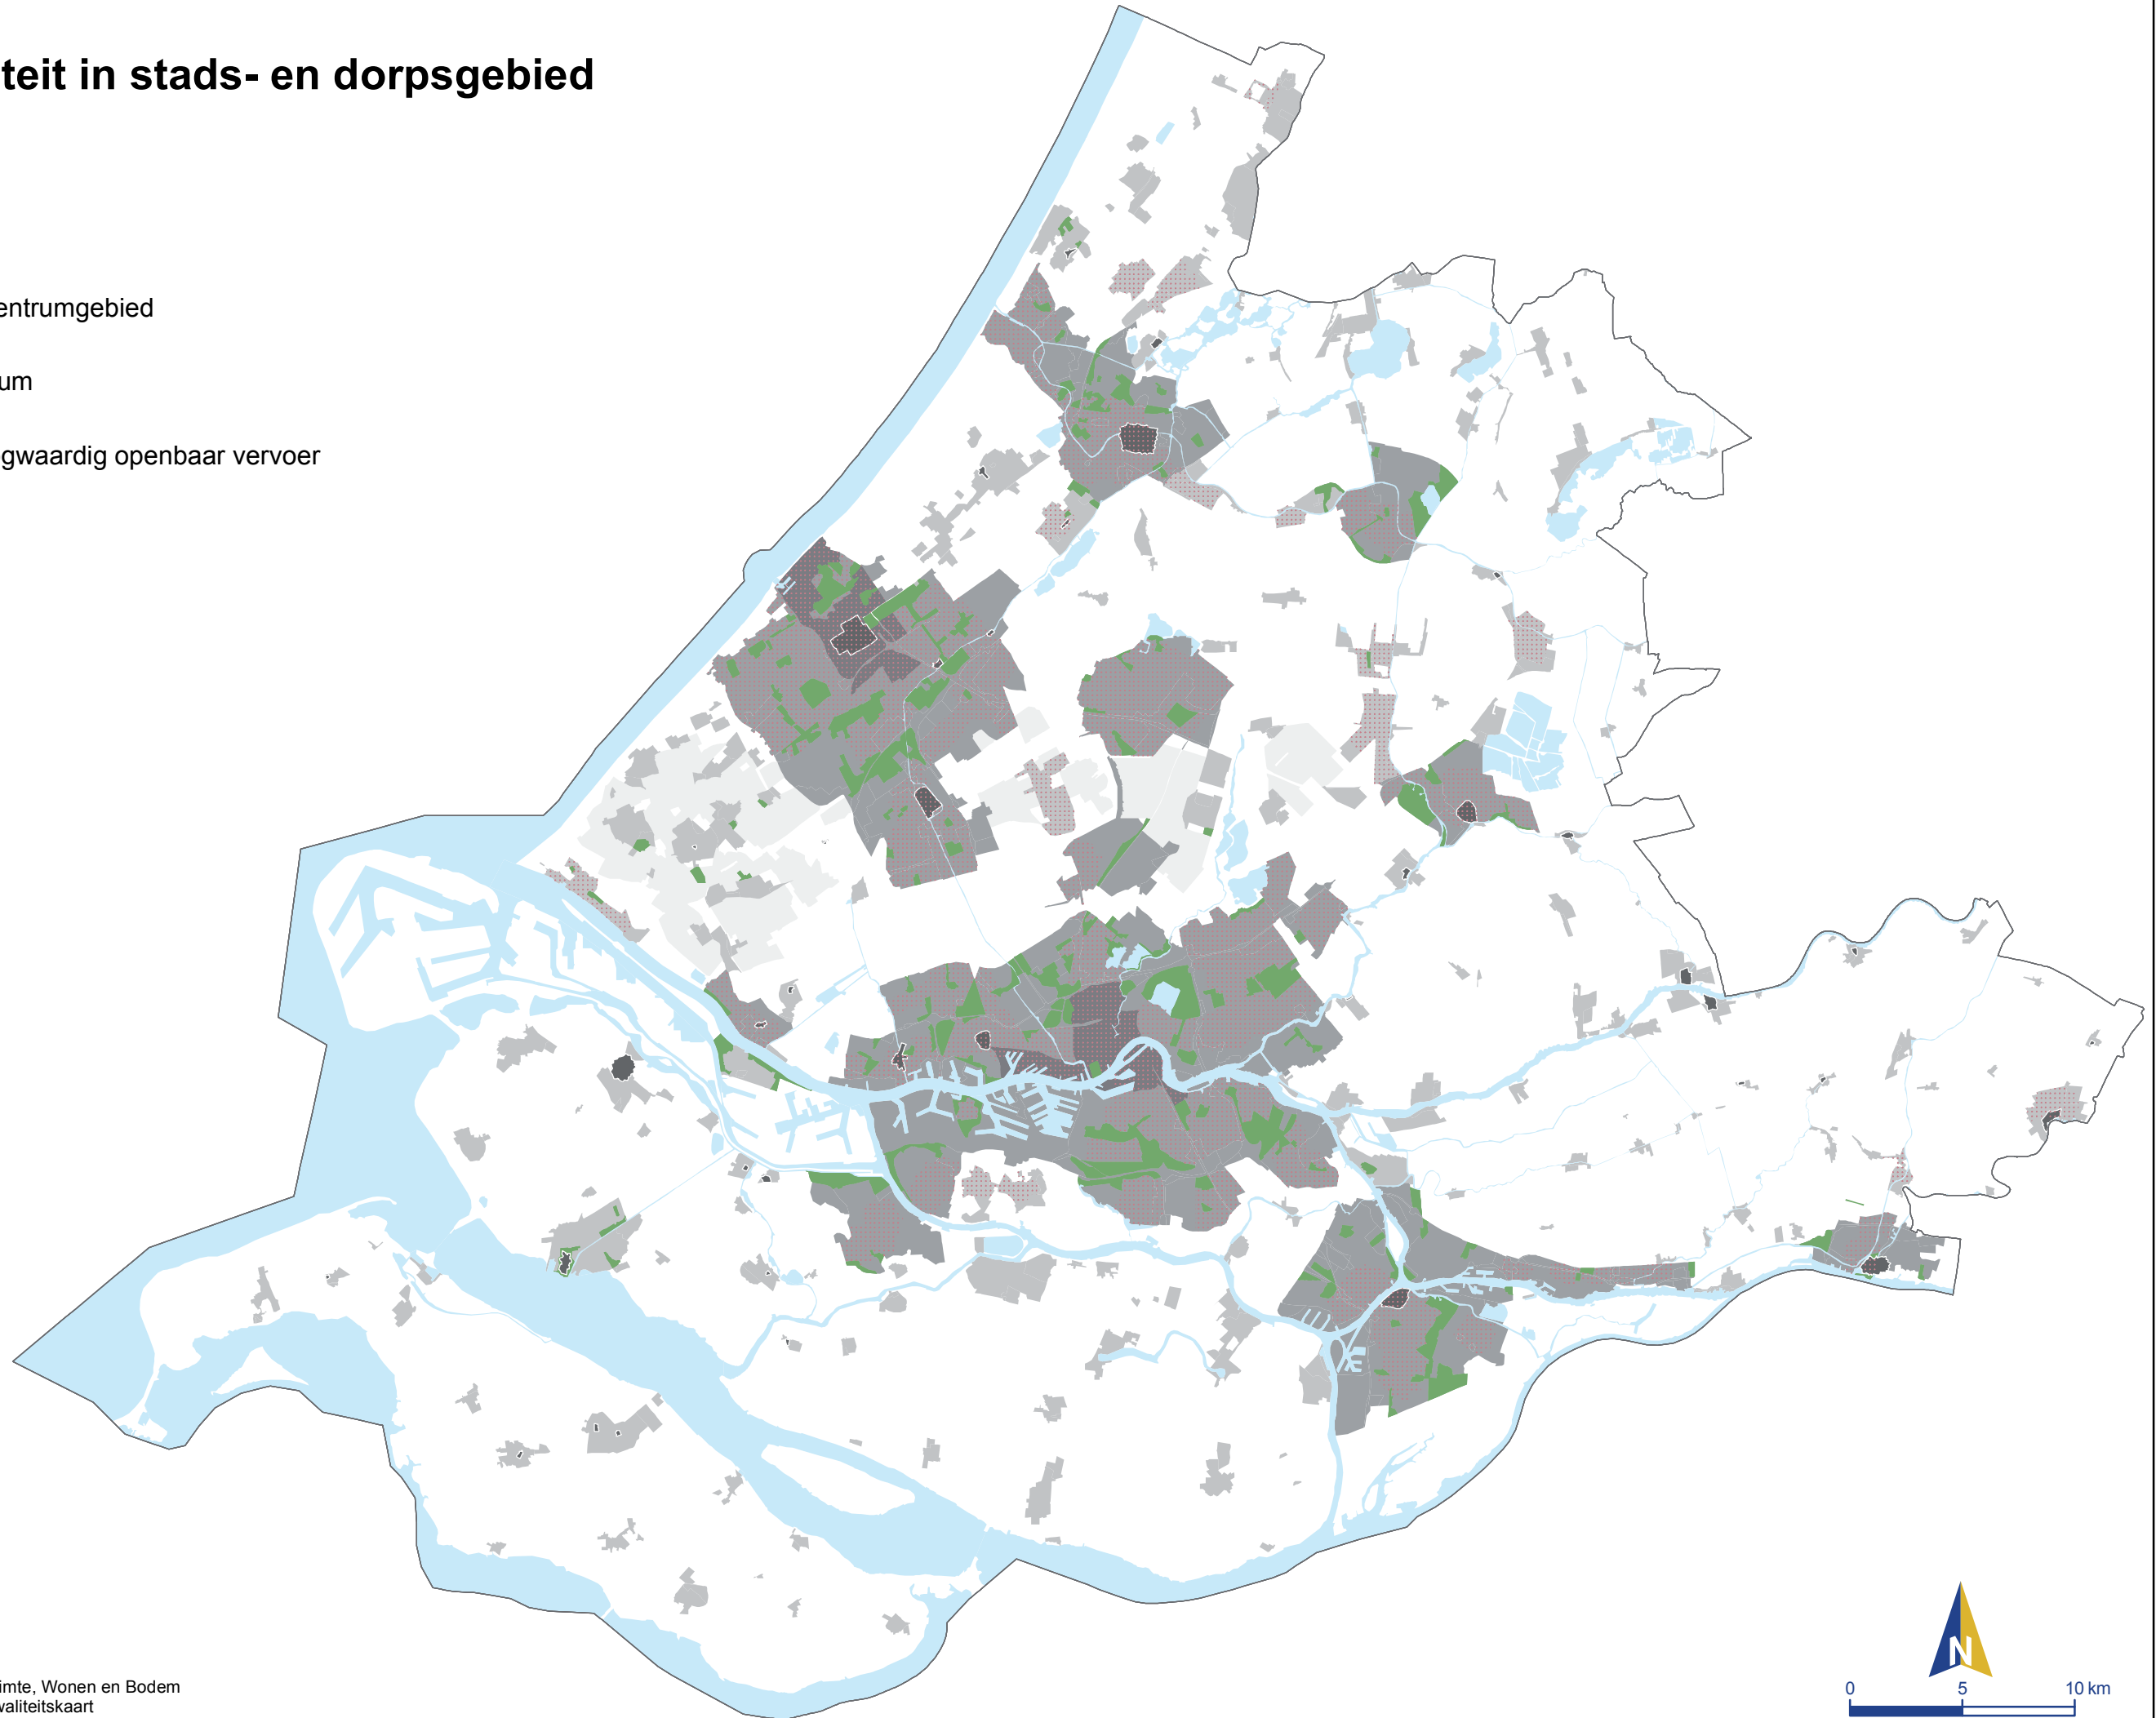 teit in stads- en dorpsgebied
entrumgebied
um
gwaardig openbaar vervoer
imte, Wonen en Bodem
waliteitskaart
N
0 5 10 km